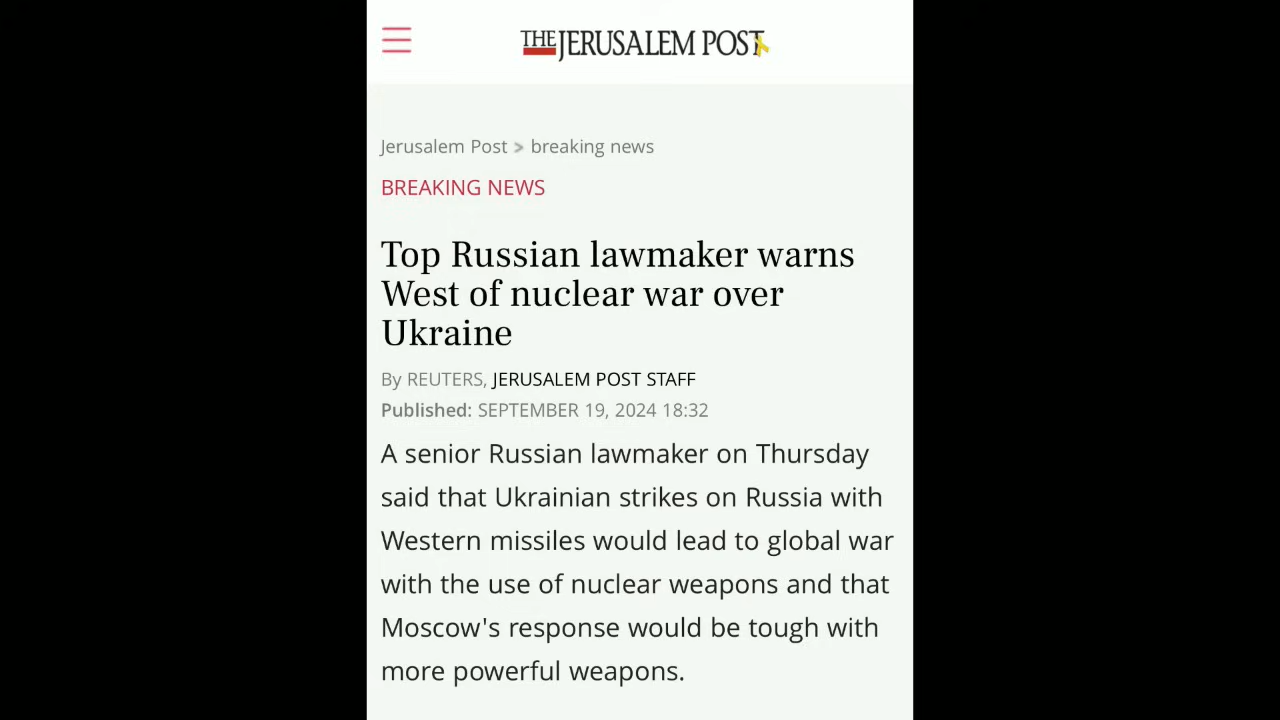 THE JERUSALEM POST
Jerusalem Post > breaking news
BREAKING NEWS
Top Russian lawmaker warns
West of nuclear war over
Ukraine
By REUTERS, JERUSALEM POST STAFF
Published: SEPTEMBER 19, 2024 18:32
A senior Russian lawmaker on Thursday
said that Ukrainian strikes on Russia with
Western missiles would lead to global war
with the use of nuclear weapons and that
Moscow's response would be tough with
more powerful weapons.